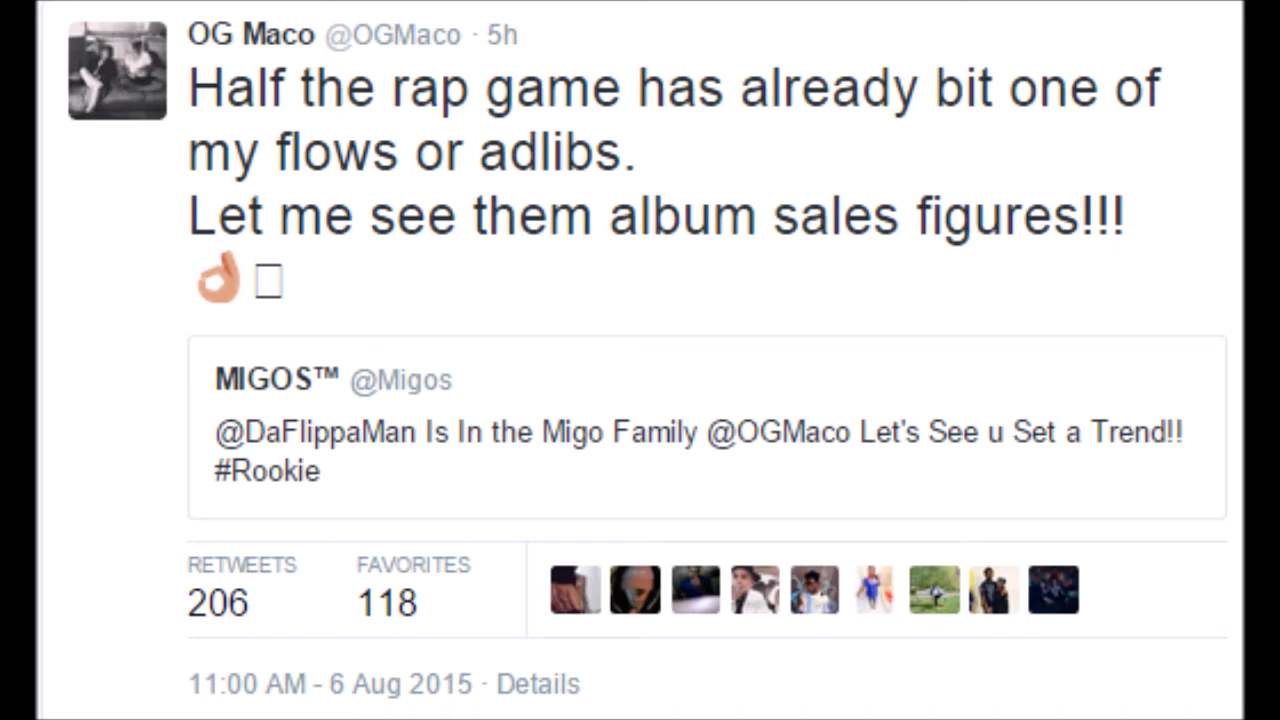 OG Maco @OGMaco · 5h
Half the rap game has already bit one of
my flows or adlibs.
Let me see them album sales figures!!!
👌🏽□
MIGOS™ @Migos
@DaFlippaMan Is In the Migo Family @OGMaco Let's See u Set a Trend!!
#Rookie
RETWEETS FAVORITES
206 118
11:00 AM - 6 Aug 2015 · Details